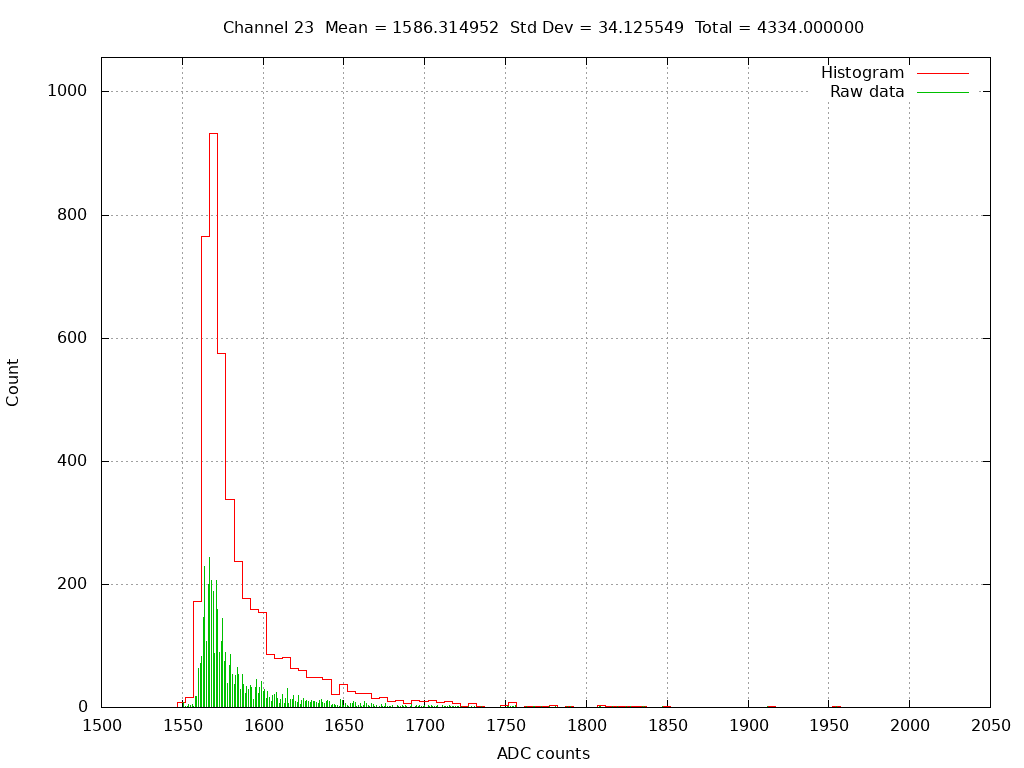 Channel 23  Mean = 1586.314952  Std Dev = 34.125549  Total = 4334.000000
Histogram
Raw data
1000
800
600
400
200
0
Count
1500 1550 1600 1650 1700 1750 1800 1850 1900 1950 2000 2050
ADC counts